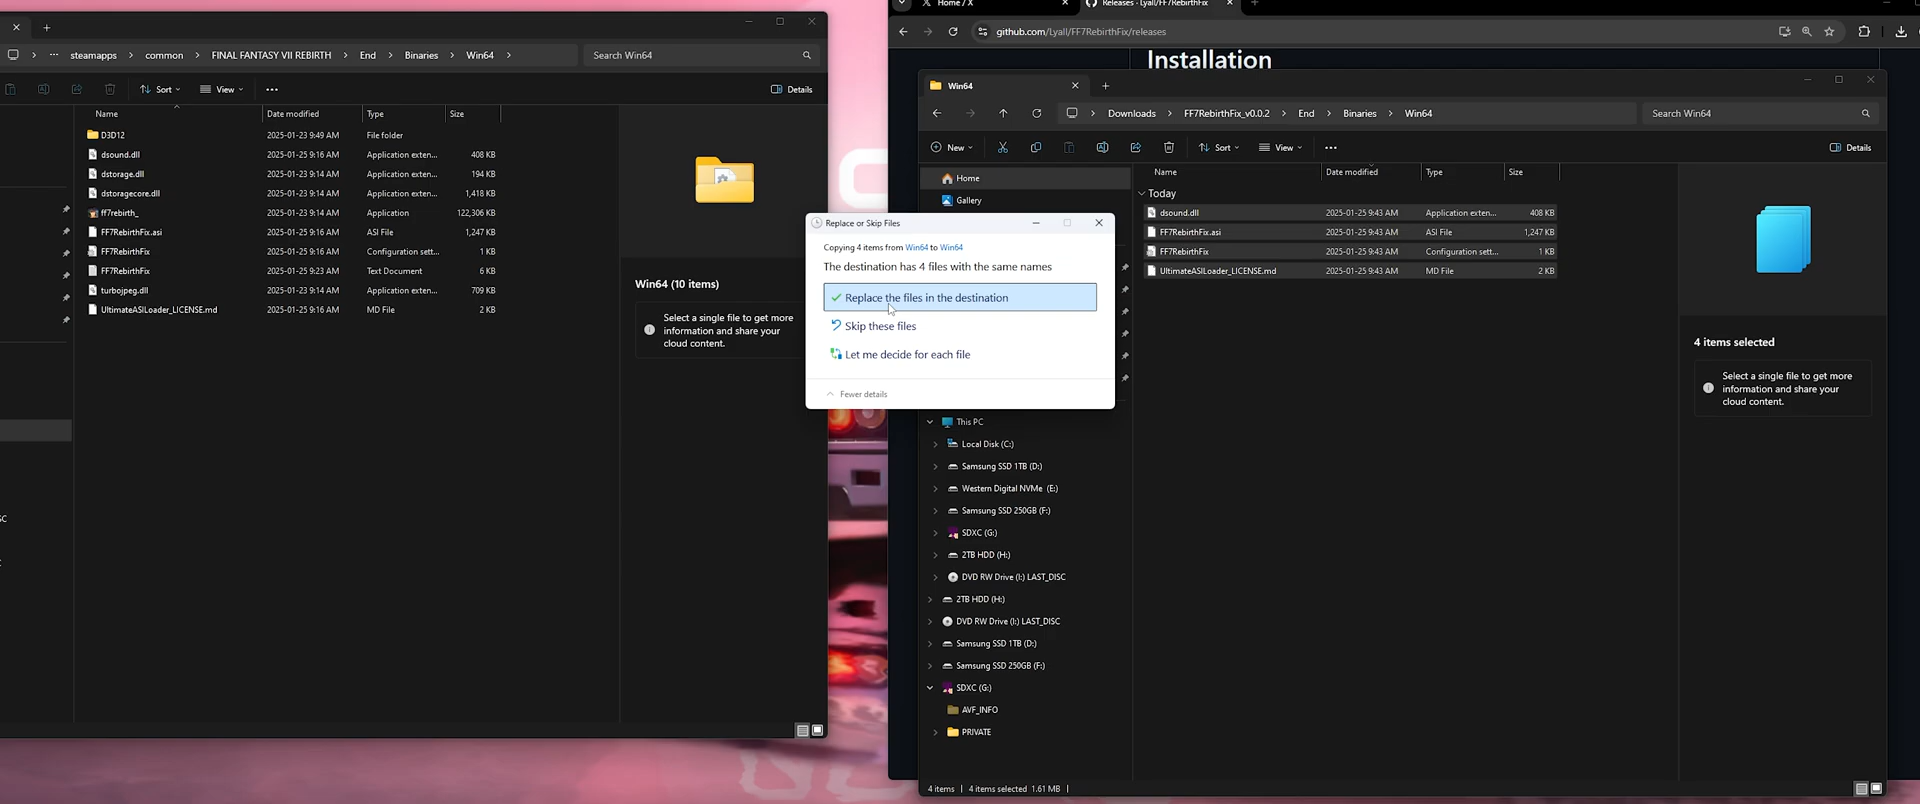 Home / X
Releases · Lyall/FF7RebirthFix
github.com/Lyall/FF7RebirthFix/releases
Installation
steamapps > common > FINAL FANTASY VII REBIRTH > End > Binaries > Win64 >
Search Win64
Sort
View
Details
Name
Date modified
Type
Size
D3D12 2025-01-23 9:49 AM File folder
dsound.dll 2025-01-25 9:16 AM Application exten... 408 KB
dstorage.dll 2025-01-23 9:14 AM Application exten... 194 KB
dstoragecore.dll 2025-01-23 9:14 AM Application exten... 1,418 KB
ff7rebirth_ 2025-01-23 9:14 AM Application 122,306 KB
FF7RebirthFix.asi 2025-01-25 9:16 AM ASI File 1,247 KB
FF7RebirthFix 2025-01-25 9:16 AM Configuration sett... 1 KB
FF7RebirthFix 2025-01-25 9:23 AM Text Document 6 KB
turbojpeg.dll 2025-01-23 9:14 AM Application exten... 709 KB
UltimateASILoader_LICENSE.md 2025-01-25 9:16 AM MD File 2 KB
Win64 (10 items)
Select a single file to get more
information and share your
cloud content.
Win64
Downloads > FF7RebirthFix_v0.0.2 > End > Binaries > Win64
Search Win64
New
Sort
View
Details
Home
Gallery
Name
Date modified
Type
Size
Today
dsound.dll 2025-01-25 9:43 AM Application exten... 408 KB
FF7RebirthFix.asi 2025-01-25 9:43 AM ASI File 1,247 KB
FF7RebirthFix 2025-01-25 9:43 AM Configuration sett... 1 KB
UltimateASILoader_LICENSE.md 2025-01-25 9:43 AM MD File 2 KB
4 items selected
Select a single file to get more
information and share your
cloud content.
Replace or Skip Files
Copying 4 items from Win64 to Win64
The destination has 4 files with the same names
Replace the files in the destination
Skip these files
Let me decide for each file
Fewer details
This PC
Local Disk (C:)
Samsung SSD 1TB (D:)
Western Digital NVMe (E:)
Samsung SSD 250GB (F:)
SDXC (G:)
2TB HDD (H:)
DVD RW Drive (I:) LAST_DISC
2TB HDD (H:)
DVD RW Drive (I:) LAST_DISC
Samsung SSD 1TB (D:)
Samsung SSD 250GB (F:)
SDXC (G:)
AVF_INFO
PRIVATE
4 items | 4 items selected 1.61 MB |